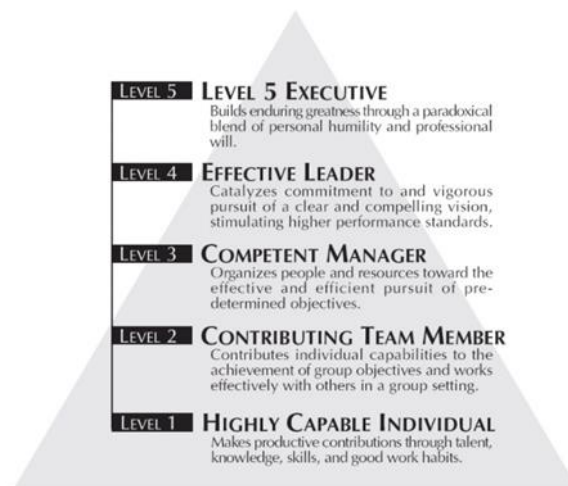 LEVEL 5 LEVEL 5 EXECUTIVE
Builds enduring greatness through a paradoxical
blend of personal humility and professional
will.
LEVEL 4 EFFECTIVE LEADER
Catalyzes commitment to and vigorous
pursuit of a clear and compelling vision,
stimulating higher performance standards.
LEVEL 3 COMPETENT MANAGER
Organizes people and resources toward the
effective and efficient pursuit of pre-
determined objectives.
LEVEL 2 CONTRIBUTING TEAM MEMBER
Contributes individual capabilities to the
achievement of group objectives and works
effectively with others in a group setting.
LEVEL 1 HIGHLY CAPABLE INDIVIDUAL
Makes productive contributions through talent,
knowledge, skills, and good work habits.